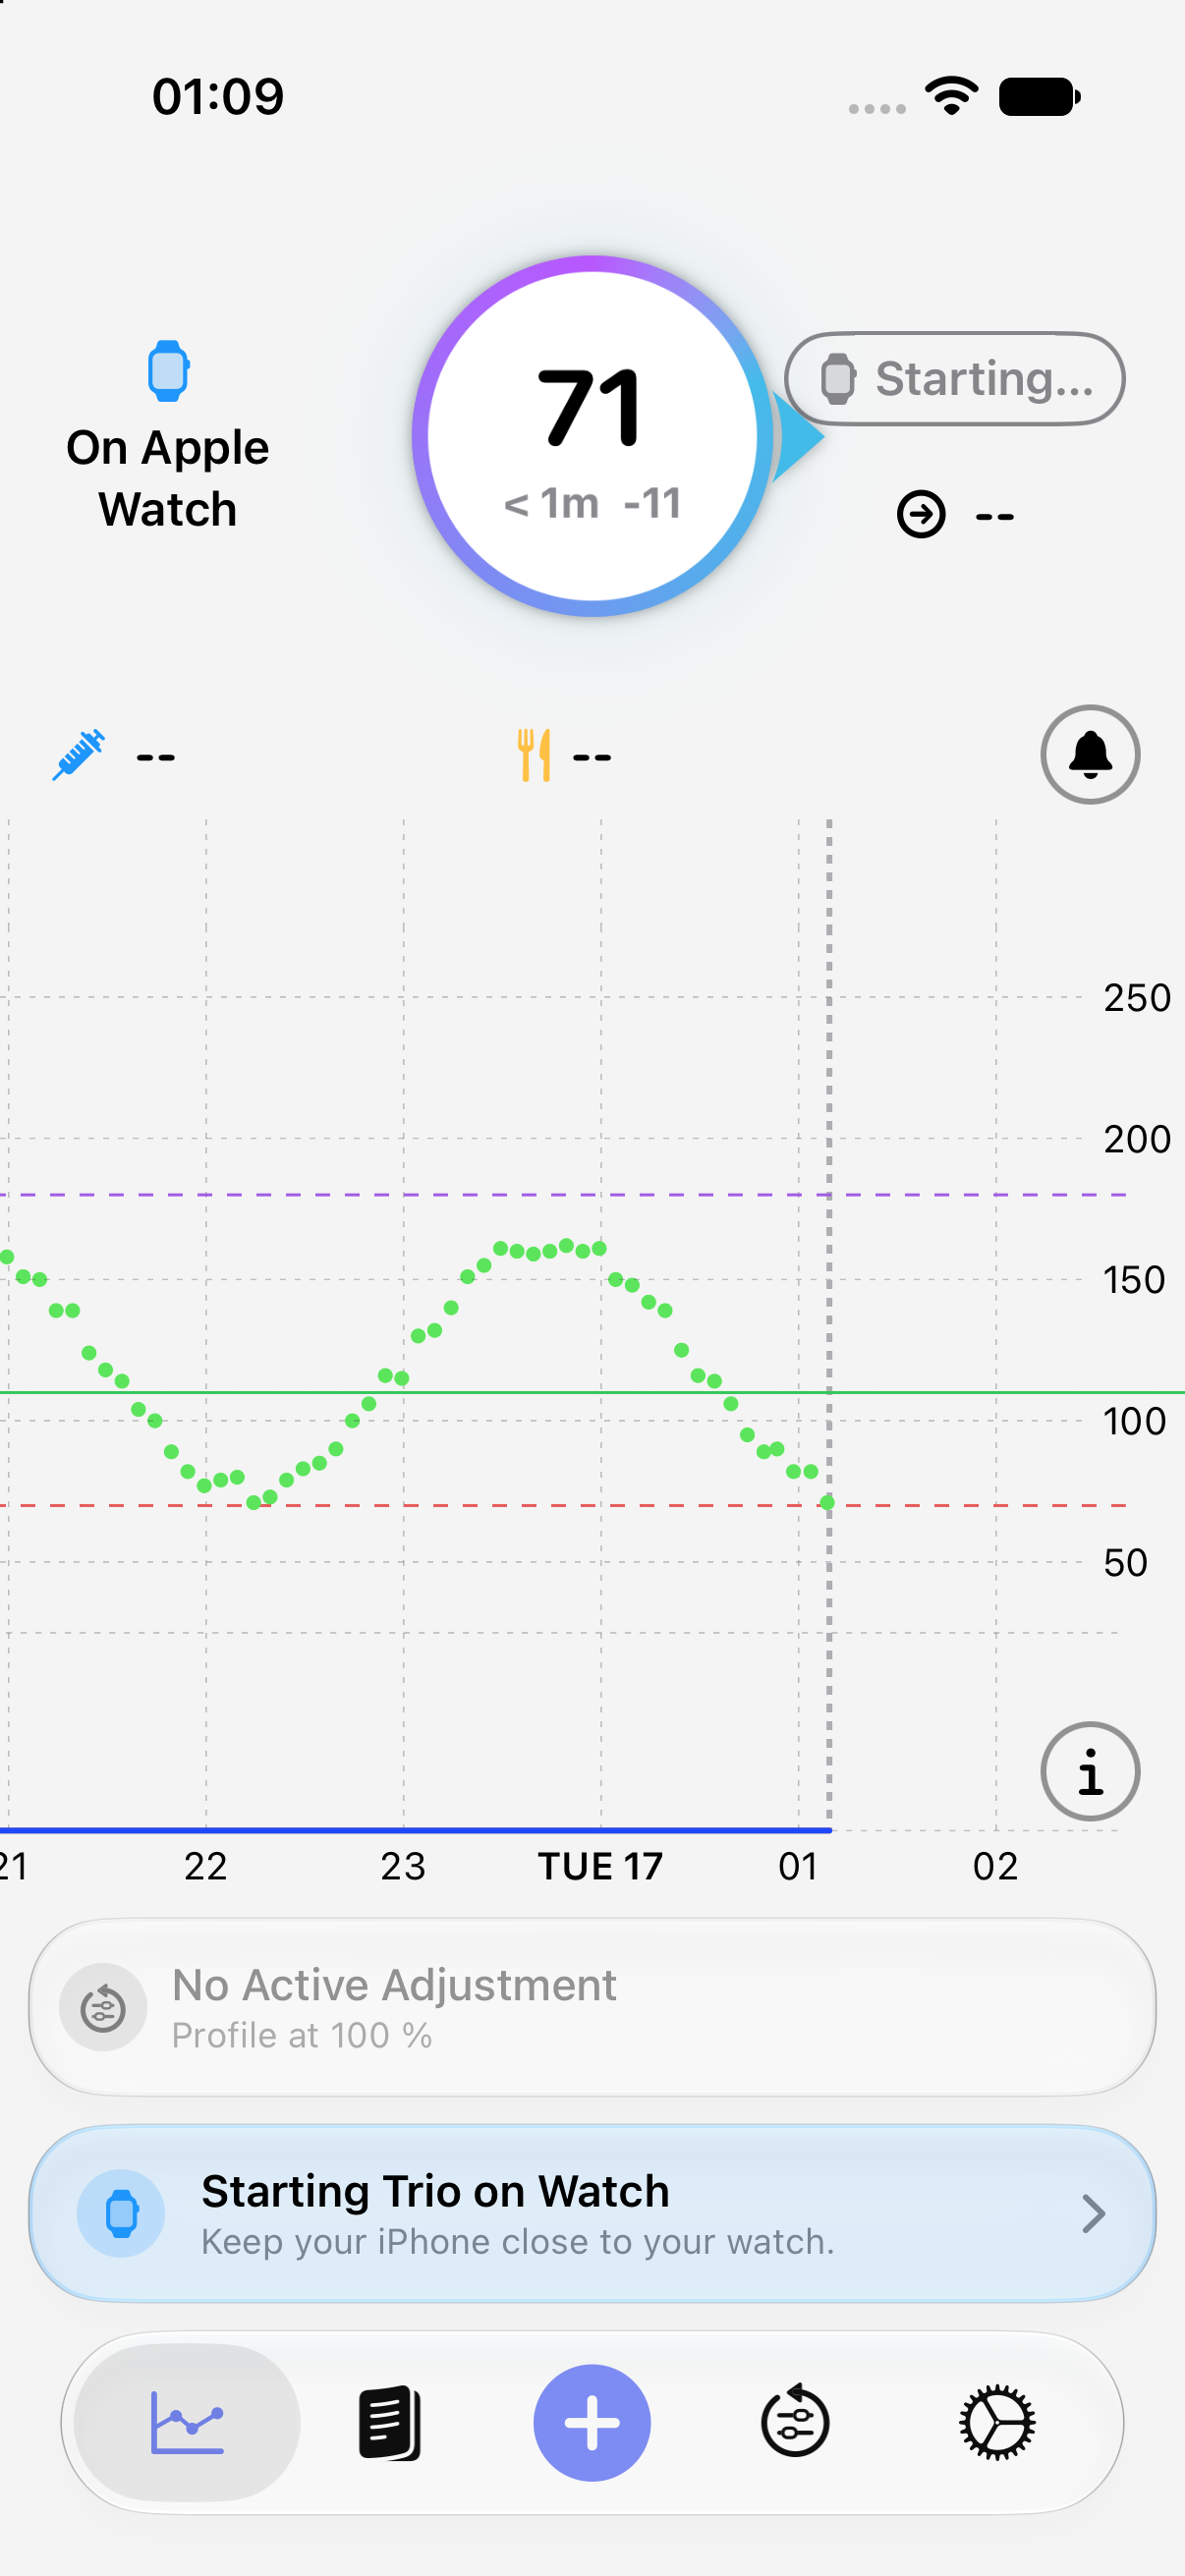 01:09
On Apple
Watch
71
< 1m -11
Starting...
--
--
--
250
200
150
100
50
21
22
23
TUE 17
01
02
No Active Adjustment
Profile at 100 %
Starting Trio on Watch
Keep your iPhone close to your watch.